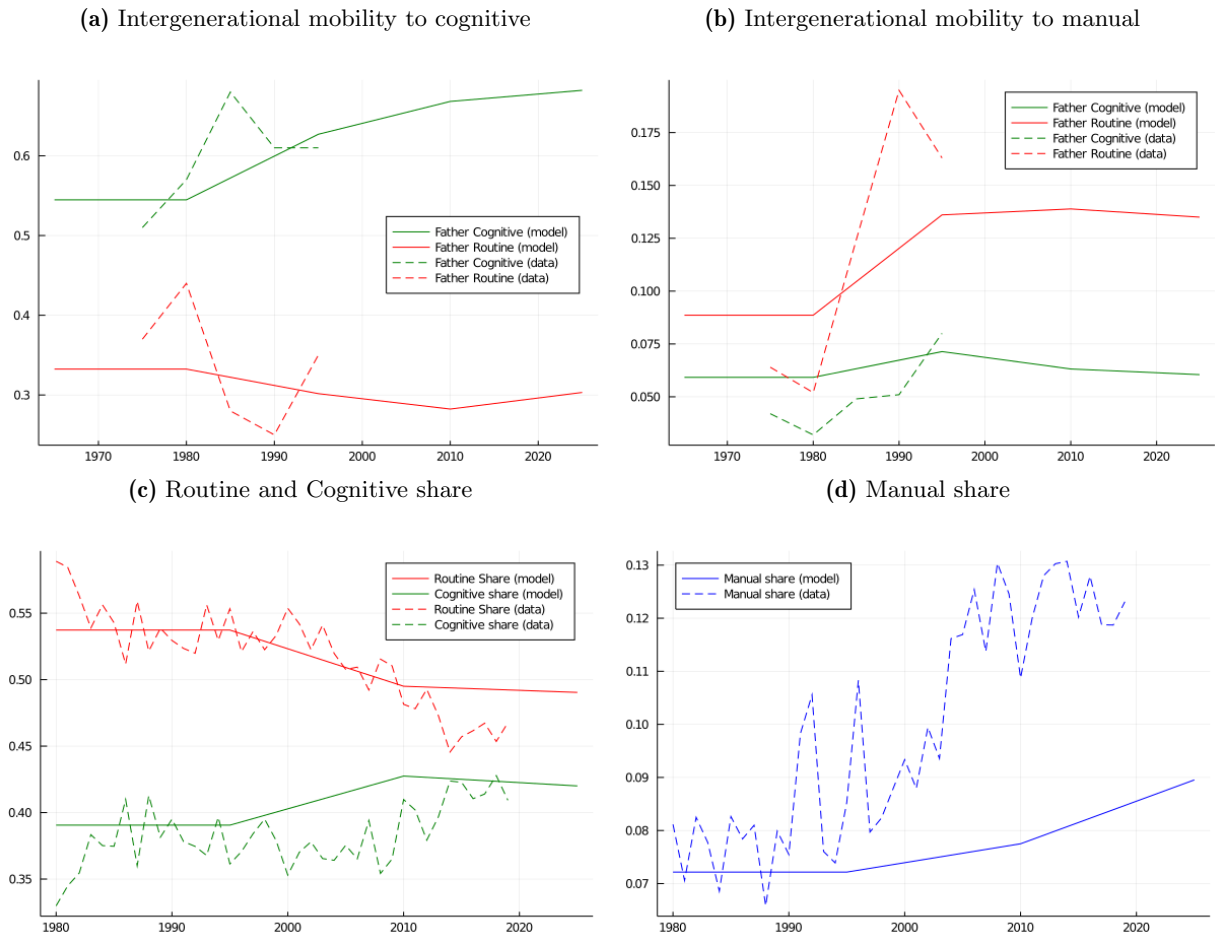 (a) Intergenerational mobility to cognitive
0.6
0.5
0.4
0.3
Father Cognitive (model)
Father Routine (model)
Father Cognitive (data)
Father Routine (data)
1970 1980 1990 2000 2010 2020
(b) Intergenerational mobility to manual
0.175
0.150
0.125
0.100
0.075
0.050
Father Cognitive (model)
Father Routine (model)
Father Cognitive (data)
Father Routine (data)
1970 1980 1990 2000 2010 2020
(c) Routine and Cognitive share
0.55
0.50
0.45
0.40
0.35
Routine Share (model)
Cognitive share (model)
Routine Share (data)
Cognitive share (data)
1980 1990 2000 2010 2020
(d) Manual share
0.13
0.12
0.11
0.10
0.09
0.08
0.07
Manual share (model)
Manual share (data)
1980 1990 2000 2010 2020